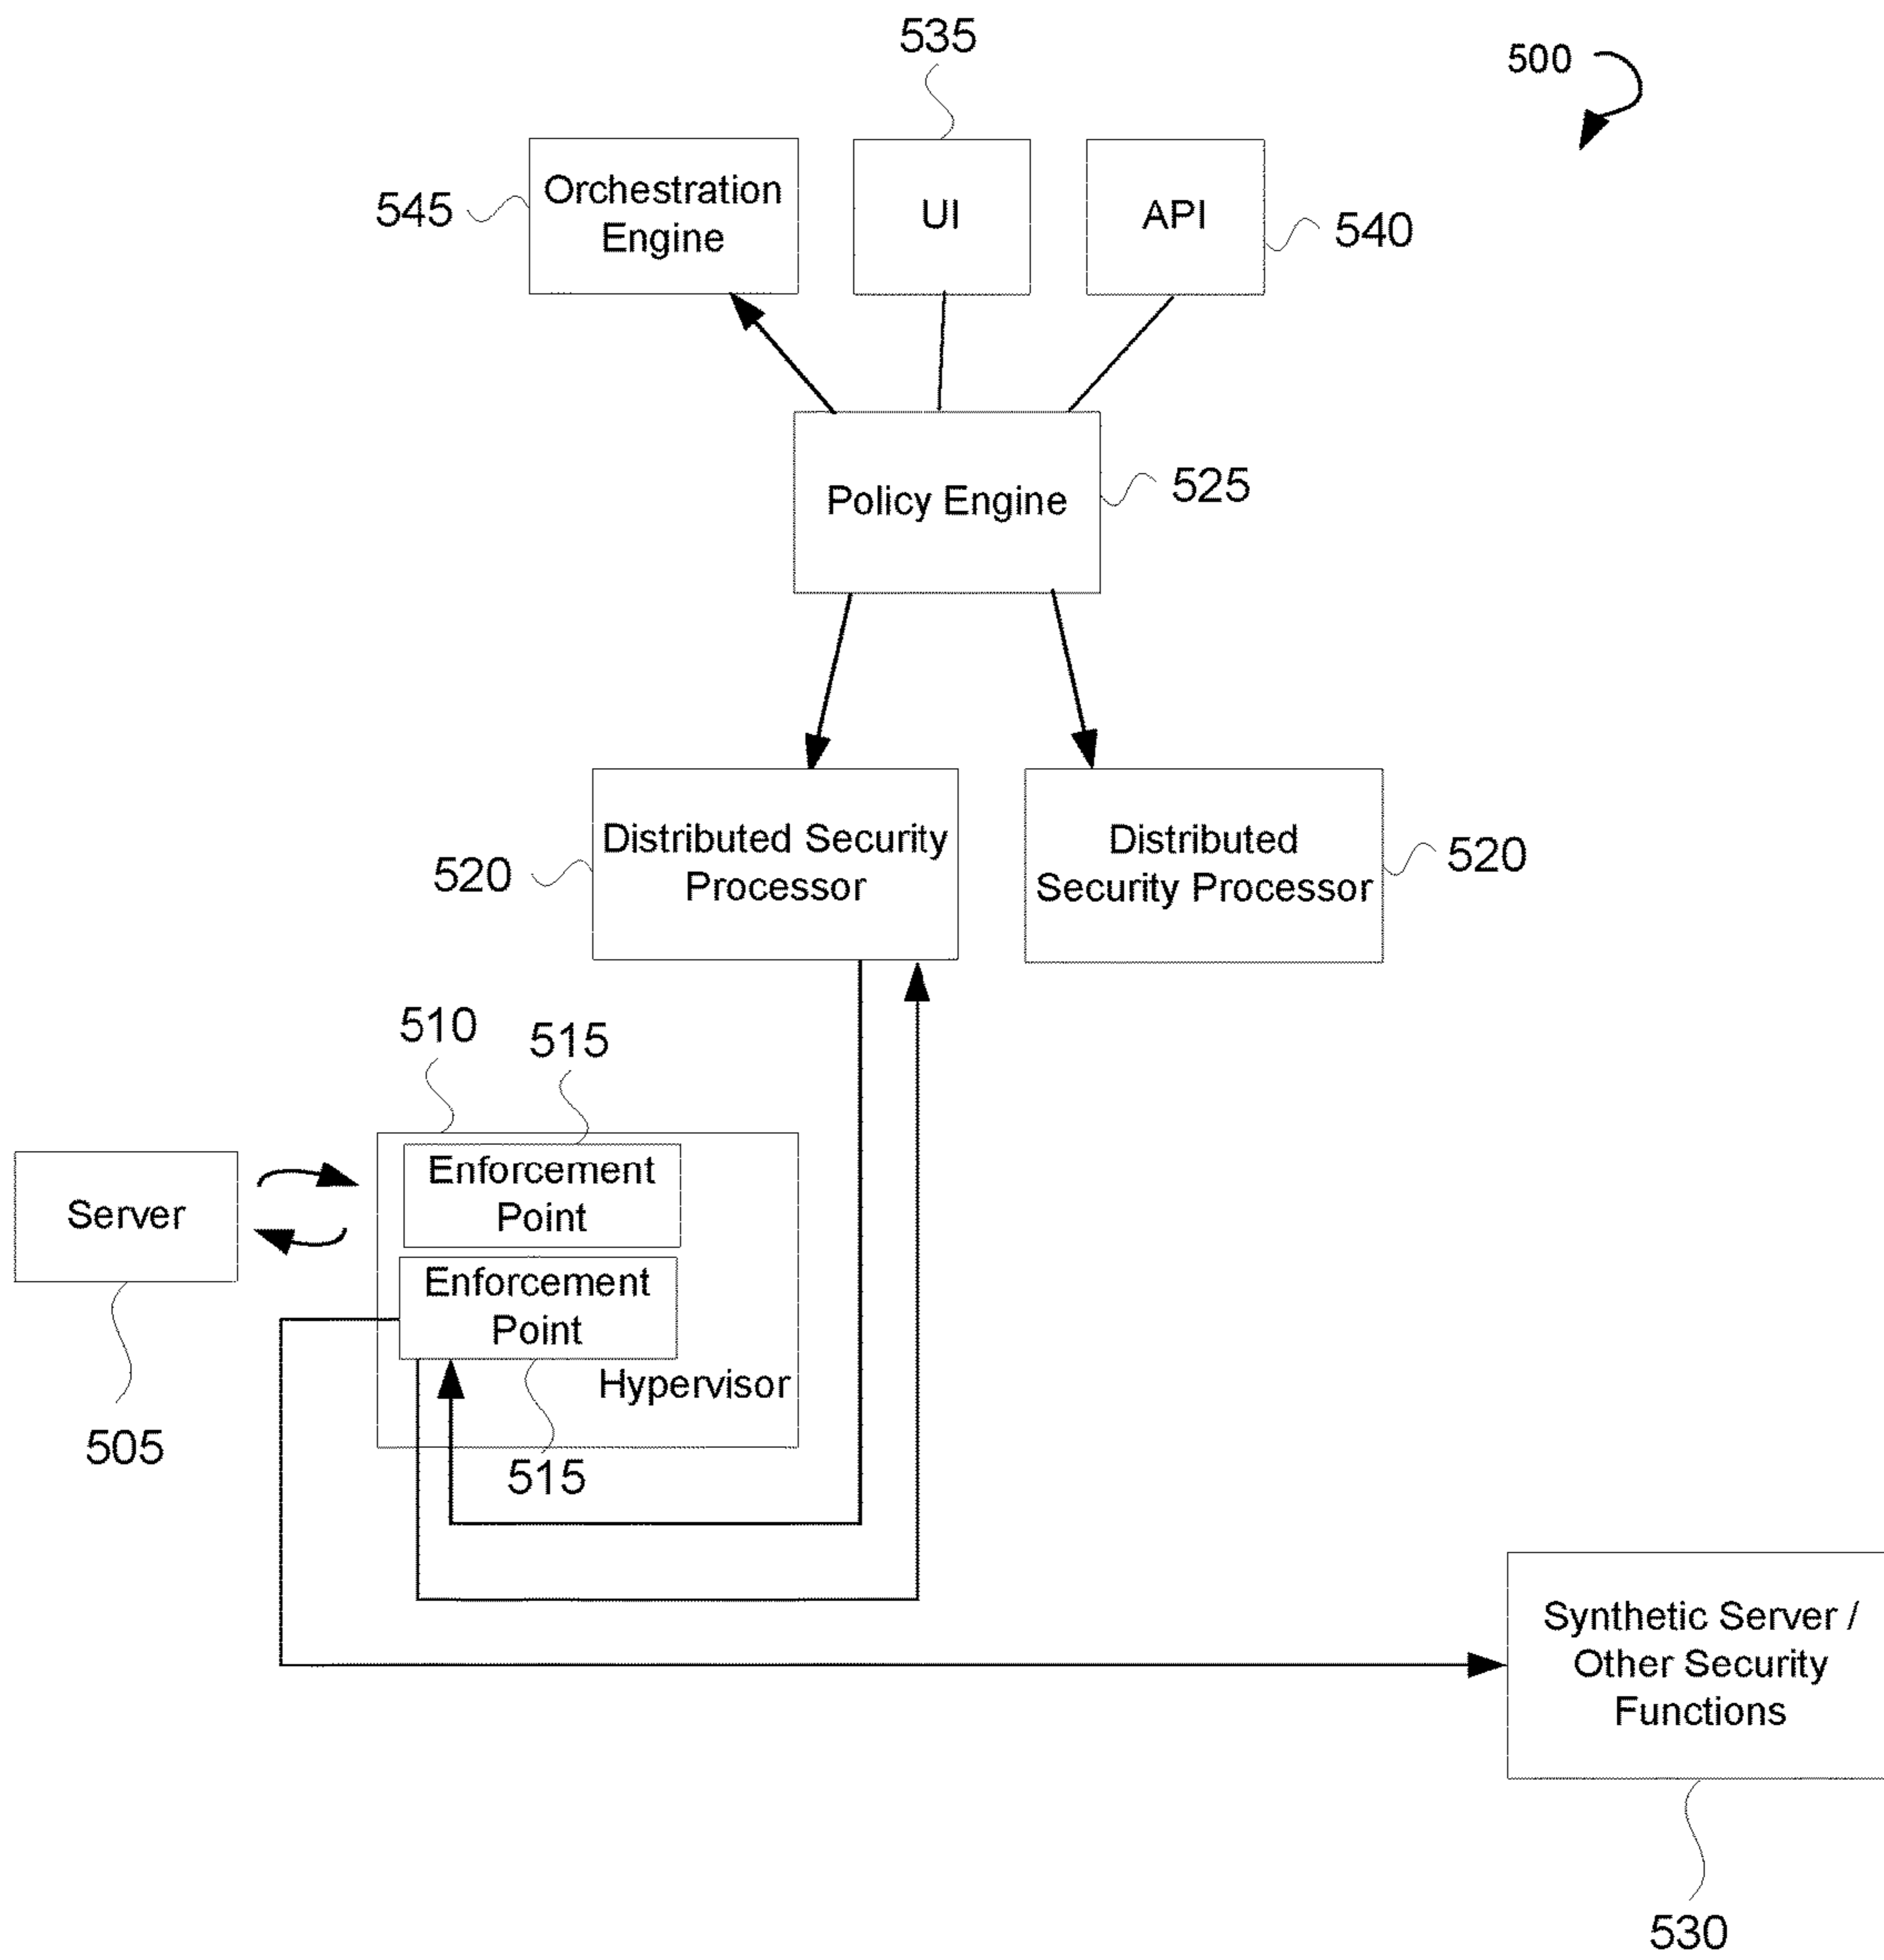 535
500
Orchestration
Engine
545
UI
API
540
Policy Engine
525
Distributed Security
Processor
520
Distributed
Security Processor
520
510
515
Enforcement
Point
Server
Enforcement
Point
Hypervisor
505
515
Synthetic Server /
Other Security
Functions
530